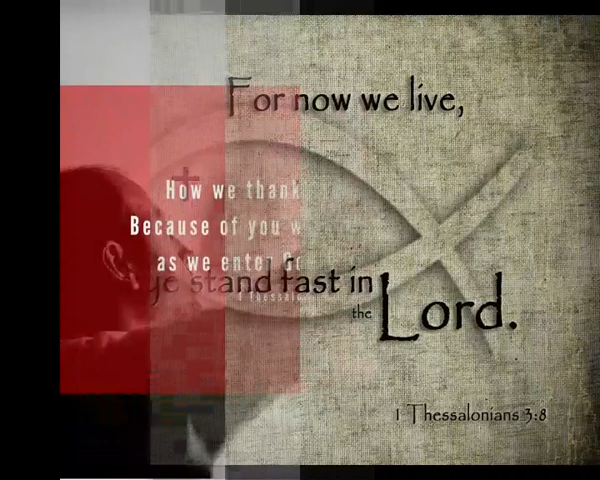 For now we live,
How we thank
Because of you
as we enter
ye stand fast in
the Lord.
1 Thessalonians 3:8